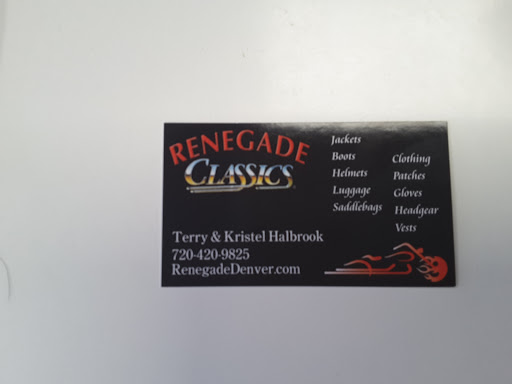 RENEGADE
CLASSICS
Jackets
Boots
Helmets
Luggage
Saddlebags
Clothing
Patches
Gloves
Headgear
Vests
Terry & Kristel Halbrook
720-420-9825
RenegadeDenver.com